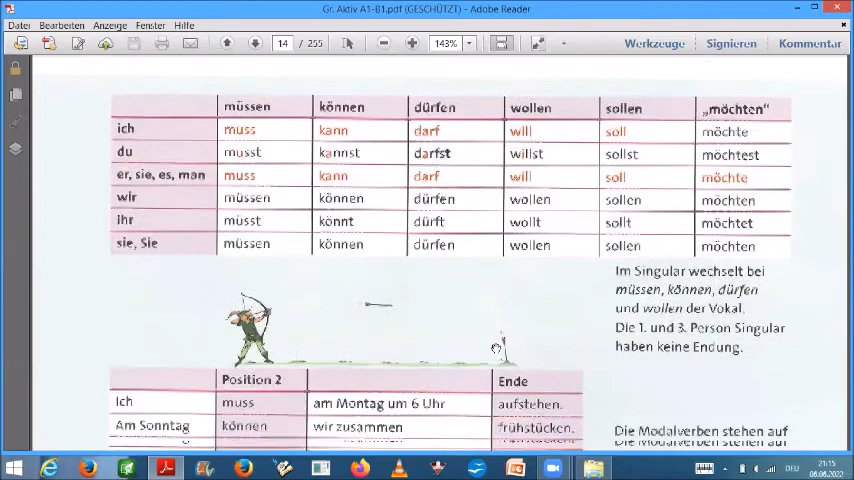 Gr. Aktiv A1-B1.pdf (GESCHÜTZT) - Adobe Reader
Datei Bearbeiten Anzeige Fenster Hilfe
14 / 255 143% Werkzeuge Signieren Kommentar
müssen können dürfen wollen sollen „möchten“
ich muss kann darf will soll möchte
du musst kannst darfst willst sollst möchtest
er, sie, es, man muss kann darf will soll möchte
wir müssen können dürfen wollen sollen möchten
ihr müsst könnt dürft wollt sollt möchtet
sie, Sie müssen können dürfen wollen sollen möchten
Im Singular wechselt bei
müssen, können, dürfen
und wollen der Vokal.
Die 1. und 3. Person Singular
haben keine Endung.
Position 2 Ende
Ich muss am Montag um 6 Uhr aufstehen.
Am Sonntag können wir zusammen frühstücken.
Die Modalverben stehen auf
DEU 21:15
06.06.2022